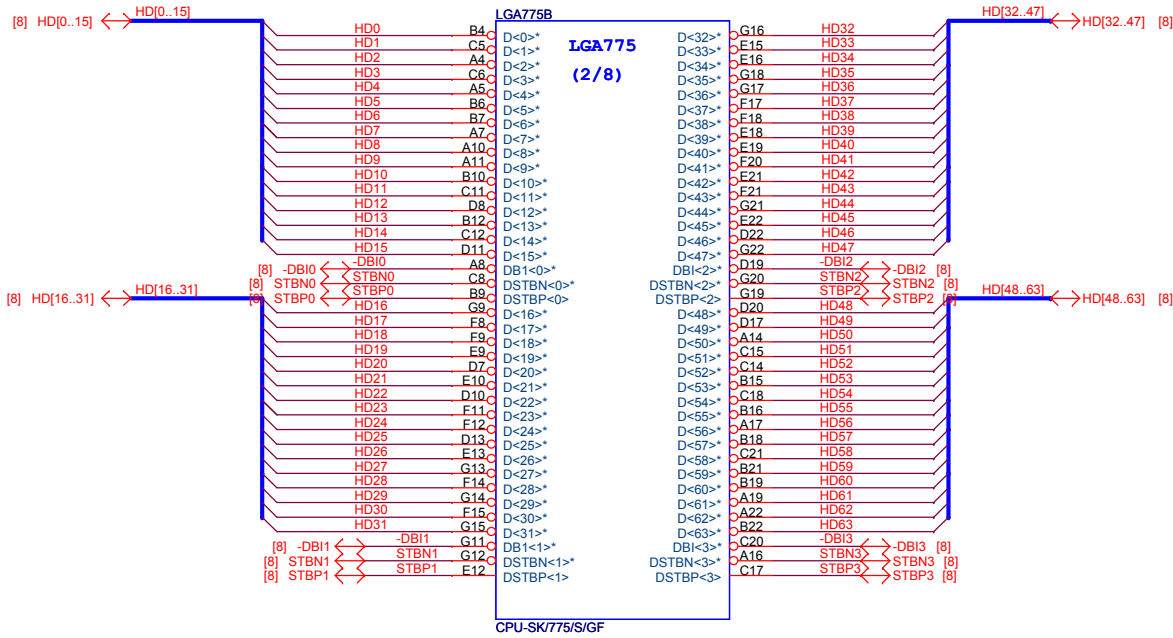 LGA775B
[8] HD[0..15] HD[0..15] HD[32..47] HD[32..47] [8]
LGA775
(2/8)
HD0 B4 D<0>* D<32>* G16 HD32
HD1 C5 D<1>* D<33>* E15 HD33
HD2 A4 D<2>* D<34>* E16 HD34
HD3 C6 D<3>* D<35>* G18 HD35
HD4 A5 D<4>* D<36>* G17 HD36
HD5 B6 D<5>* D<37>* F17 HD37
HD6 B7 D<6>* D<38>* F18 HD38
HD7 A7 D<7>* D<39>* E18 HD39
HD8 A10 D<8>* D<40>* E19 HD40
HD9 A11 D<9>* D<41>* F20 HD41
HD10 B10 D<10>* D<42>* E21 HD42
HD11 C11 D<11>* D<43>* F21 HD43
HD12 D8 D<12>* D<44>* G21 HD44
HD13 B12 D<13>* D<45>* E22 HD45
HD14 C12 D<14>* D<46>* D22 HD46
HD15 D11 D<15>* D<47>* G22 HD47
[8] -DBI0 -DBI0 A8 DB1<0>* DBI<2>* D19 -DBI2 -DBI2 [8]
[8] STBN0 STBN0 C8 DSTBN<0>* DSTBN<2>* G20 STBN2 STBN2 [8]
[8] STBP0 STBP0 B9 DSTBP<0> DSTBP<2> G19 STBP2 STBP2 [8]
[8] HD[16..31] HD[16..31] HD[48..63] HD[48..63] [8]
HD16 G9 D<16>* D<48>* D20 HD48
HD17 F8 D<17>* D<49>* D17 HD49
HD18 F9 D<18>* D<50>* A14 HD50
HD19 E9 D<19>* D<51>* C15 HD51
HD20 D7 D<20>* D<52>* C14 HD52
HD21 E10 D<21>* D<53>* B15 HD53
HD22 D10 D<22>* D<54>* C18 HD54
HD23 F11 D<23>* D<55>* B16 HD55
HD24 F12 D<24>* D<56>* A17 HD56
HD25 D13 D<25>* D<57>* B18 HD57
HD26 E13 D<26>* D<58>* C21 HD58
HD27 G13 D<27>* D<59>* B21 HD59
HD28 F14 D<28>* D<60>* B19 HD60
HD29 G14 D<29>* D<61>* A19 HD61
HD30 F15 D<30>* D<62>* A22 HD62
HD31 G15 D<31>* D<63>* B22 HD63
[8] -DBI1 -DBI1 G11 DB1<1>* DBI<3>* C20 -DBI3 -DBI3 [8]
[8] STBN1 STBN1 G12 DSTBN<1>* DSTBN<3>* A16 STBN3 STBN3 [8]
[8] STBP1 STBP1 E12 DSTBP<1> DSTBP<3> C17 STBP3 STBP3 [8]
CPU-SK/775/S/GF